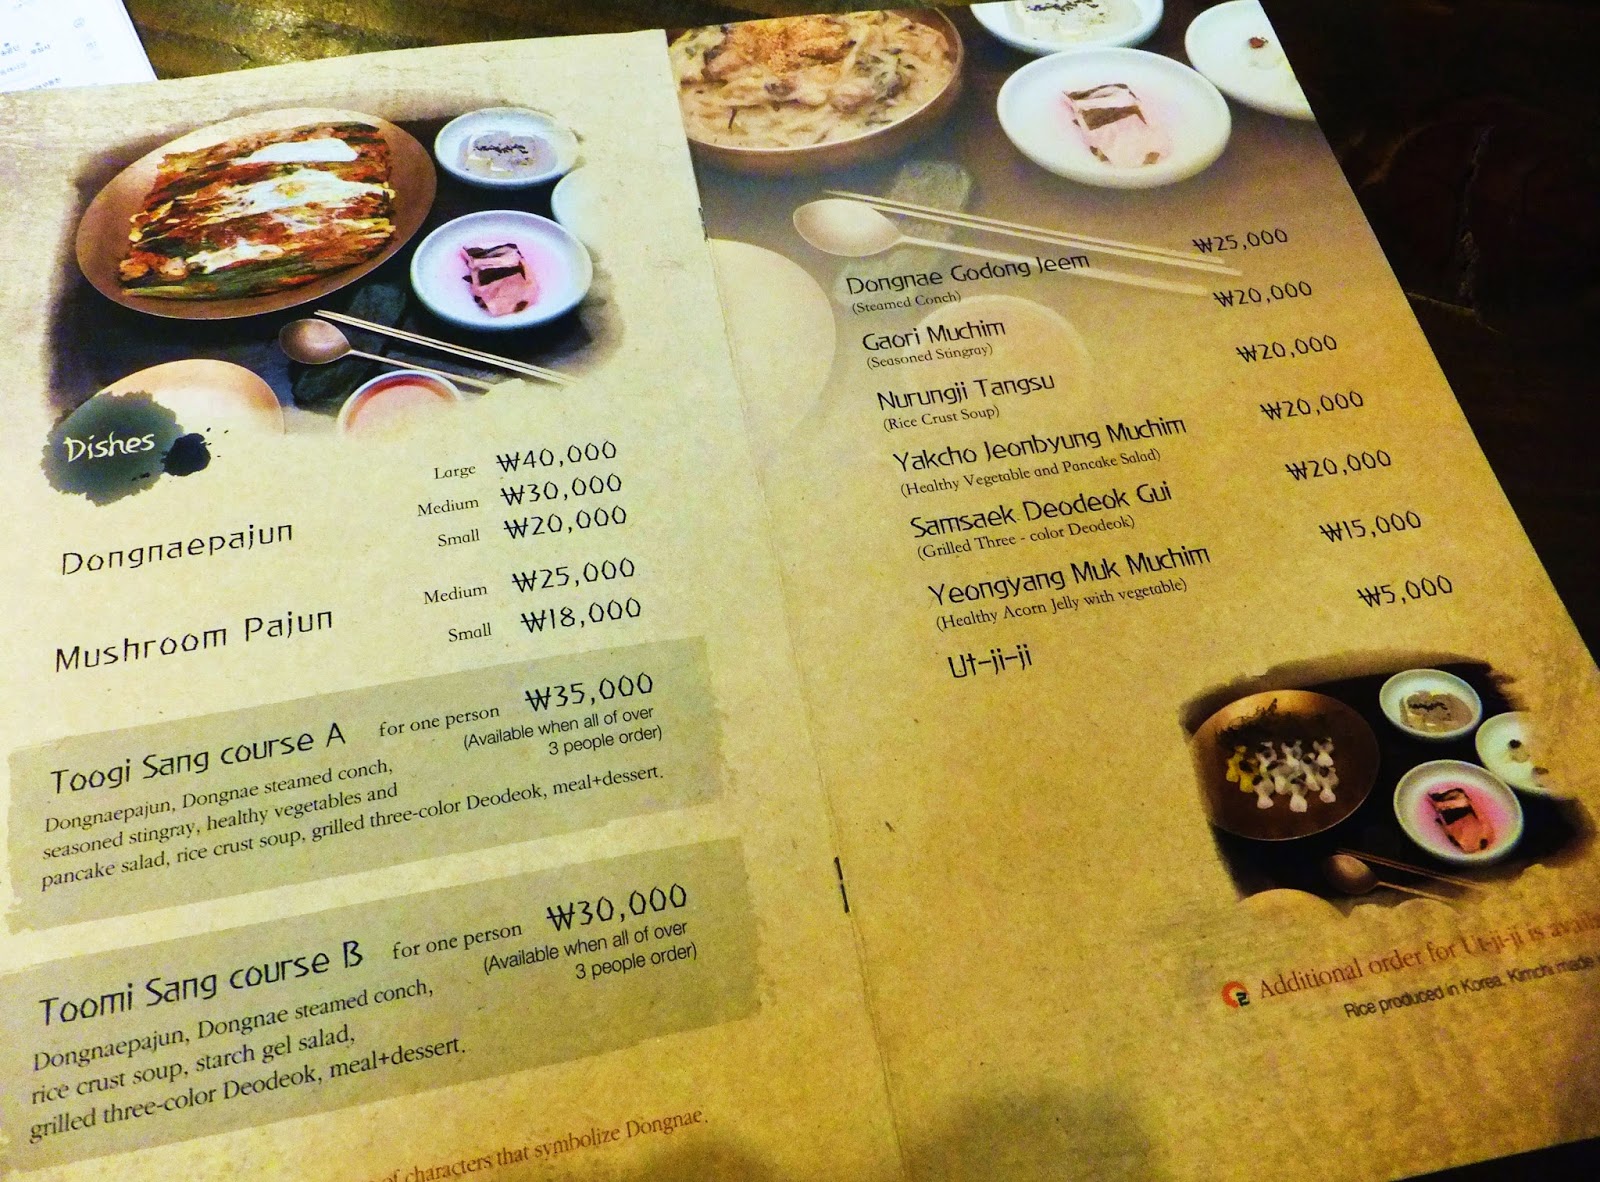 Dishes
Dongnaepajun
Large ₩40,000
Medium ₩30,000
Small ₩20,000
Mushroom Pajun
Medium ₩25,000
Small ₩18,000
Toogi Sang course A for one person ₩35,000
(Available when all of over
3 people order)
Dongnaepajun, Dongnae steamed conch,
seasoned stingray, healthy vegetables and
pancake salad, rice crust soup, grilled three-color Deodeok, meal+dessert.
Toomi Sang course B for one person ₩30,000
(Available when all of over
3 people order)
Dongnaepajun, Dongnae steamed conch,
rice crust soup, starch gel salad,
grilled three-color Deodeok, meal+dessert.
of characters that symbolize Dongnae.
Dongnae Godong Jeem ₩25,000
(Steamed Conch)
Gaori Muchim ₩20,000
(Seasoned Stingray)
Nurungji Tangsu ₩20,000
(Rice Crust Soup)
Yakcho Jeonbyung Muchim ₩20,000
(Healthy Vegetable and Pancake Salad)
Samsaek Deodeok Gui ₩20,000
(Grilled Three - color Deodeok)
Yeongyang Muk Muchim ₩15,000
(Healthy Acorn Jelly with vegetable)
Ut-ji-ji ₩5,000
Additional order for Ut-ji-ji is
Rice produced in Korea, Kimchi made